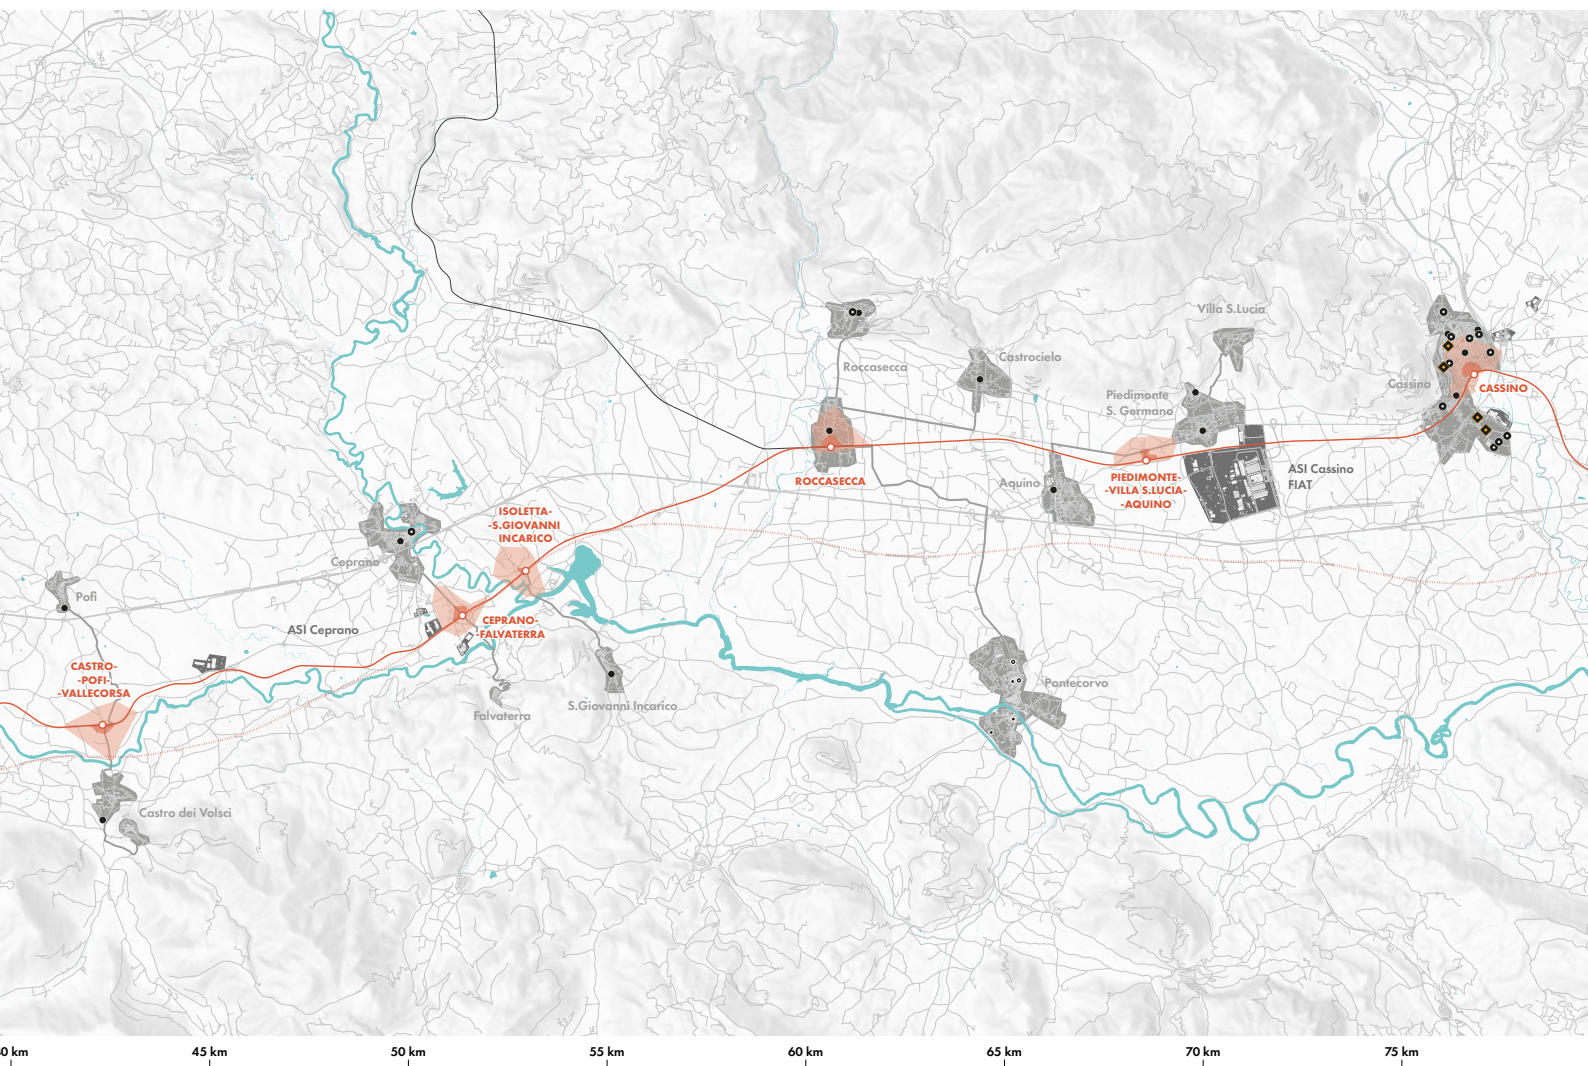 Villa S.Lucia
Castrocielo
Roccasecca
Cassino
CASSINO
Piedimonte
S. Germano
ASI Cassino
FIAT
ROCCASECCA
Aquino
PIEDIMONTE-
-VILLA S.LUCIA-
-AQUINO
ISOLETTA-
-S.GIOVANNI
INCARICO
Ceprano
Pofi
ASI Ceprano
CEPRANO-
-FALVATERRA
CASTRO-
-POFI-
-VALLECORSA
Pontecorvo
S.Giovanni Incarico
Falvaterra
Castro dei Volsci
0 km
45 km
50 km
55 km
60 km
65 km
70 km
75 km